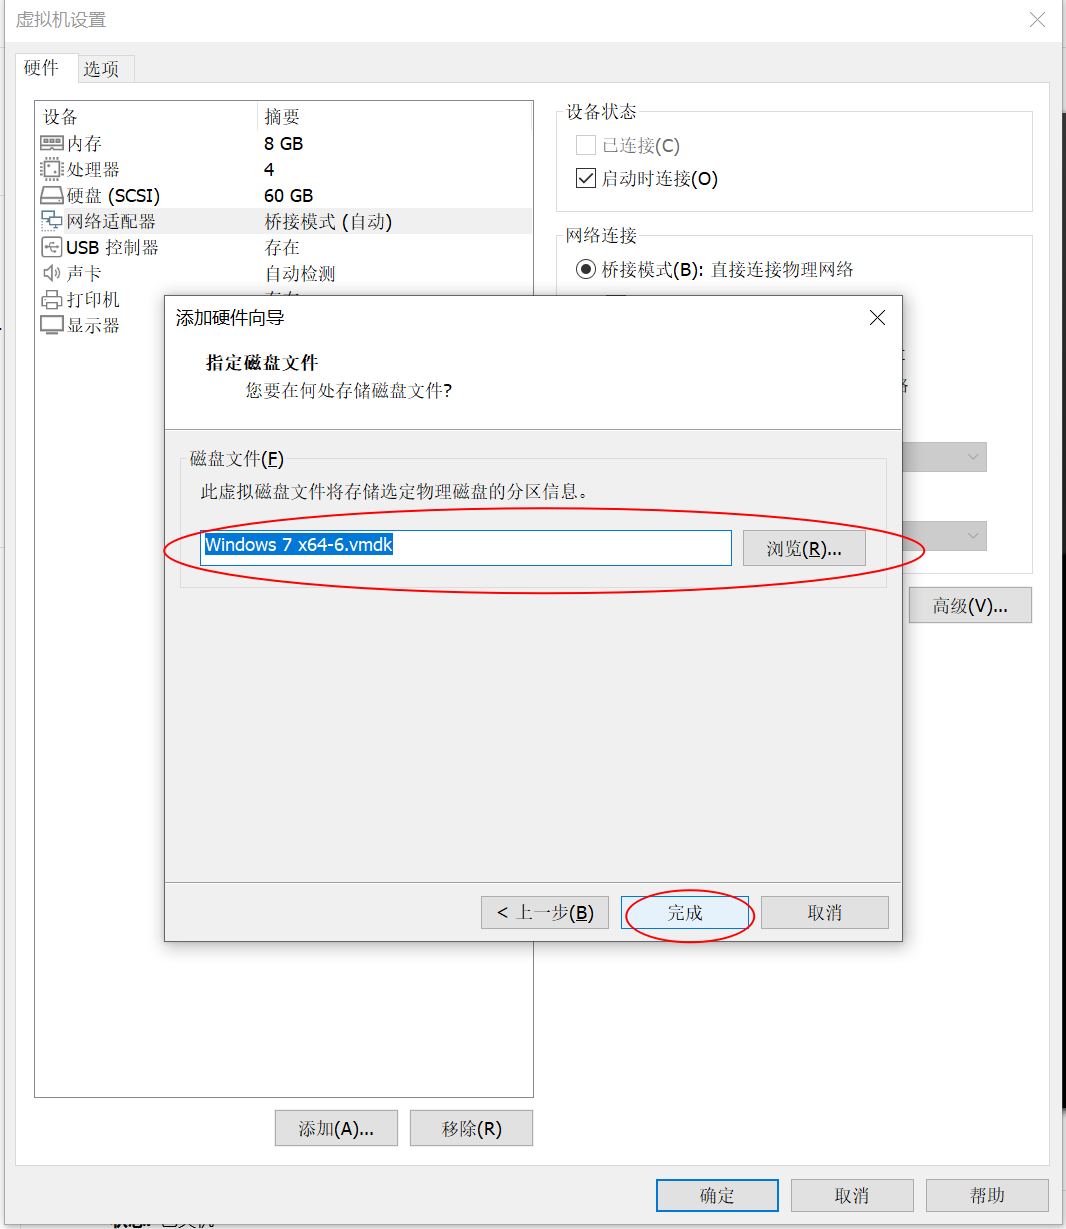 虚拟机设置
硬件 选项
设备 摘要
内存 8 GB
处理器 4
硬盘 (SCSI) 60 GB
网络适配器 桥接模式 (自动)
USB 控制器 存在
声卡 自动检测
打印机
显示器
设备状态
已连接(C)
启动时连接(O)
网络连接
桥接模式(B): 直接连接物理网络
高级(V)...
添加硬件向导
指定磁盘文件
您要在何处存储磁盘文件?
磁盘文件(F)
此虚拟磁盘文件将存储选定物理磁盘的分区信息。
Windows 7 x64-6.vmdk 浏览(R)...
< 上一步(B) 完成 取消
添加(A)... 移除(R)
确定 取消 帮助